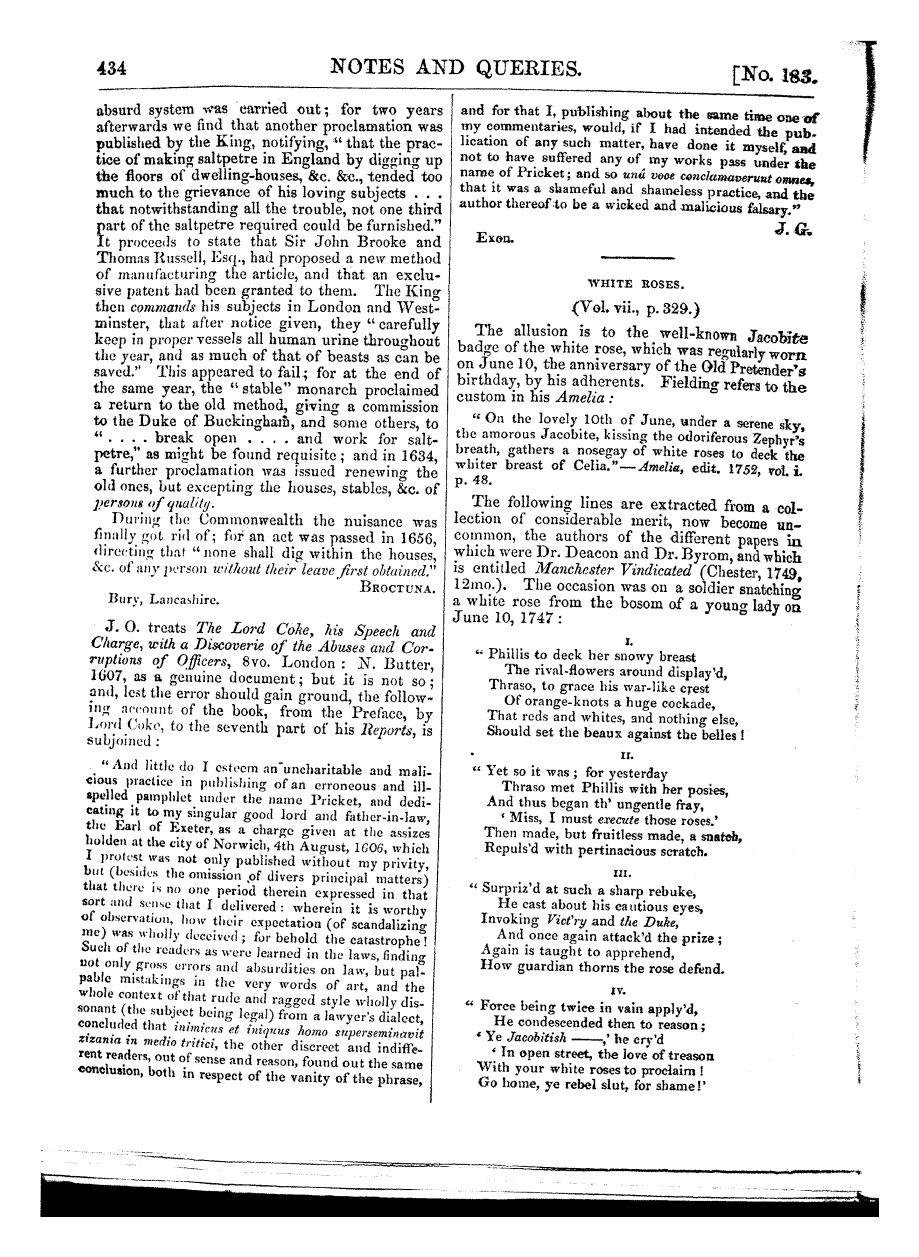 434 NOTES AND QUERIES. [No. 183.
absurd system was carried out; for two years
afterwards we find that another proclamation was
published by the King, notifying, “ that the prac-
tice of making saltpetre in England by digging up
the floors of dwelling-houses, &c. &c., tended too
much to the grievance of his loving subjects . . .
that notwithstanding all the trouble, not one third
part of the saltpetre required could be furnished.”
It proceeds to state that Sir John Brooke and
Thomas Russell, Esq., had proposed a new method
of manufacturing the article, and that an exclu-
sive patent had been granted to them. The King
then commands his subjects in London and West-
minster, that after notice given, they “ carefully
keep in proper vessels all human urine throughout
the year, and as much of that of beasts as can be
saved.” This appeared to fail; for at the end of
the same year, the “ stable” monarch proclaimed
a return to the old method, giving a commission
to the Duke of Buckingham, and some others, to
“ . . . . break open . . . . and work for salt-
petre,” as might be found requisite ; and in 1634,
a further proclamation was issued renewing the
old ones, but excepting the houses, stables, &c. of
persons of quality.
During the Commonwealth the nuisance was
finally got rid of; for an act was passed in 1656,
directing that “ none shall dig within the houses,
&c. of any person without their leave first obtained.”
BROCTUNA.
Bury, Lancashire.
J. O. treats The Lord Coke, his Speech and
Charge, with a Discoverie of the Abuses and Cor-
ruptions of Officers, 8vo. London : N. Butter,
1607, as a genuine document; but it is not so;
and, lest the error should gain ground, the follow-
ing account of the book, from the Preface, by
Lord Coke, to the seventh part of his Reports, is
subjoined :
“ And little do I esteem an uncharitable and mali-
cious practice in publishing of an erroneous and ill-
spelled pamphlet under the name Pricket, and dedi-
cating it to my singular good lord and father-in-law,
the Earl of Exeter, as a charge given at the assizes
holden at the city of Norwich, 4th August, 1606, which
I protest was not only published without my privity,
but (besides the omission of divers principal matters)
that there is no one period therein expressed in that
sort and sense that I delivered : wherein it is worthy
of observation, how their expectation (of scandalizing
me) was wholly deceived ; for behold the catastrophe !
Such of the readers as were learned in the laws, finding
not only gross errors and absurdities on law, but pal-
pable mistakings in the very words of art, and the
whole context of that rude and ragged style wholly dis-
sonant (the subject being legal) from a lawyer's dialect,
concluded that inimicus et iniquus homo superseminavit
zizania in medio tritici, the other discreet and indiffe-
rent readers, out of sense and reason, found out the same
conclusion, both in respect of the vanity of the phrase,
and for that I, publishing about the same time one of
my commentaries, would, if I had intended the pub-
lication of any such matter, have done it myself, and
not to have suffered any of my works pass under the
name of Pricket; and so unâ voce conclamaverunt omnes,
that it was a shameful and shameless practice, and the
author thereof to be a wicked and malicious falsary.”
J. G.
Exon.
WHITE ROSES.
(Vol. vii., p. 329.)
The allusion is to the well-known Jacobite
badge of the white rose, which was regularly worn
on June 10, the anniversary of the Old Pretender's
birthday, by his adherents. Fielding refers to the
custom in his Amelia :
“ On the lovely 10th of June, under a serene sky,
the amorous Jacobite, kissing the odoriferous Zephyr's
breath, gathers a nosegay of white roses to deck the
whiter breast of Celia.”—Amelia, edit. 1752, vol. i.
p. 48.
The following lines are extracted from a col-
lection of considerable merit, now become un-
common, the authors of the different papers in
which were Dr. Deacon and Dr. Byrom, and which
is entitled Manchester Vindicated (Chester, 1749,
12mo.). The occasion was on a soldier snatching
a white rose from the bosom of a young lady on
June 10, 1747 :
I.
“ Phillis to deck her snowy breast
The rival-flowers around display'd,
Thraso, to grace his war-like crest
Of orange-knots a huge cockade,
That reds and whites, and nothing else,
Should set the beaux against the belles !
II.
“ Yet so it was ; for yesterday
Thraso met Phillis with her posies,
And thus began th' ungentle fray,
‘ Miss, I must execute those roses.’
Then made, but fruitless made, a snatch,
Repuls'd with pertinacious scratch.
III.
“ Surpriz'd at such a sharp rebuke,
He cast about his cautious eyes,
Invoking Vict'ry and the Duke,
And once again attack'd the prize ;
Again is taught to apprehend,
How guardian thorns the rose defend.
IV.
“ Force being twice in vain apply'd,
He condescended then to reason ;
‘ Ye Jacobitish ——,’ he cry'd
‘ In open street, the love of treason
With your white roses to proclaim !
Go home, ye rebel slut, for shame!’